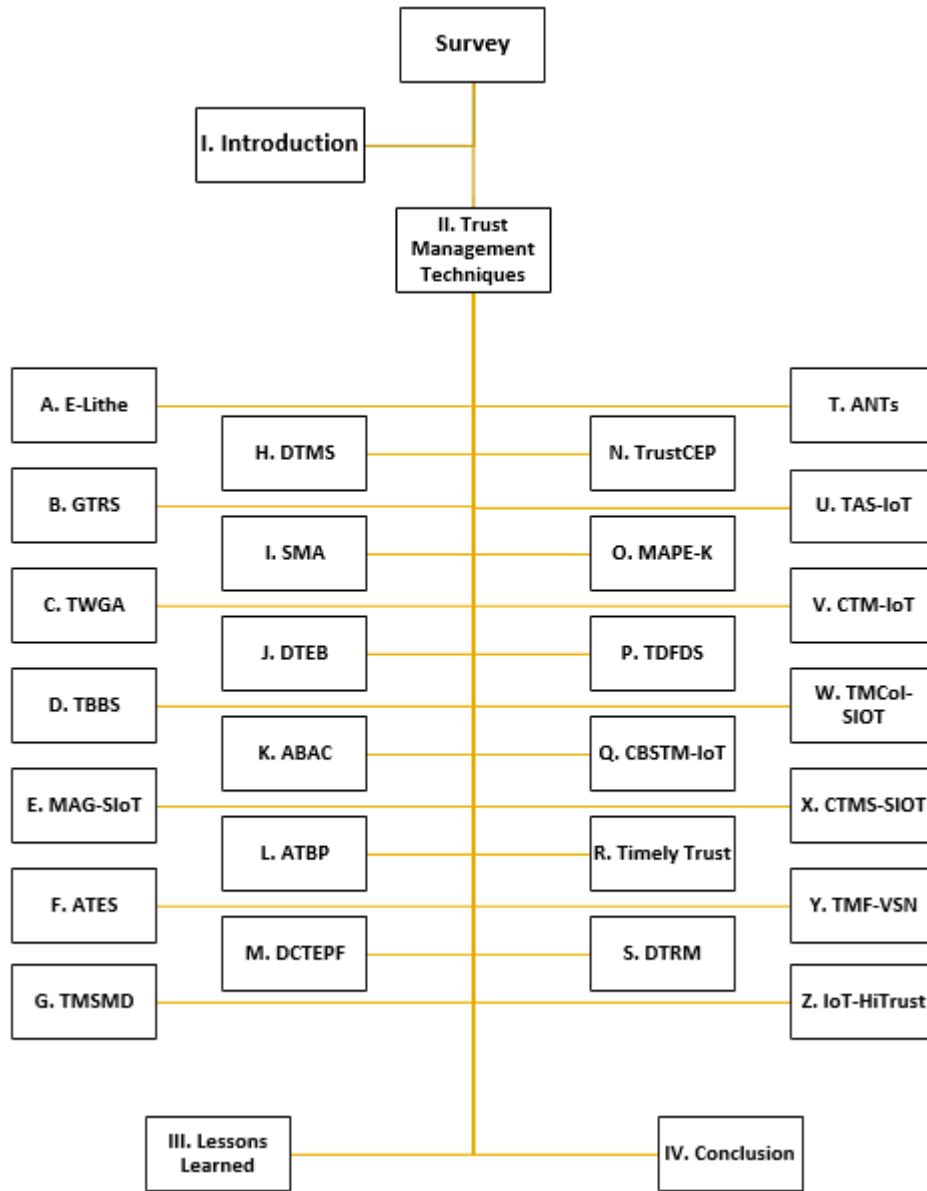 Survey
I. Introduction
II. Trust
Management
Techniques
A. E-Lithe
T. ANTs
H. DTMS
N. TrustCEP
B. GTRS
U. TAS-IoT
I. SMA
O. MAPE-K
C. TWGA
V. CTM-IoT
J. DTEB
P. TDFDS
D. TBBS
W. TMCoI-
SIOT
K. ABAC
Q. CBSTM-IoT
E. MAG-SIoT
X. CTMS-SIOT
L. ATBP
R. Timely Trust
F. ATES
Y. TMF-VSN
M. DCTEPF
S. DTRM
G. TMSMD
Z. IoT-HiTrust
III. Lessons
Learned
IV. Conclusion